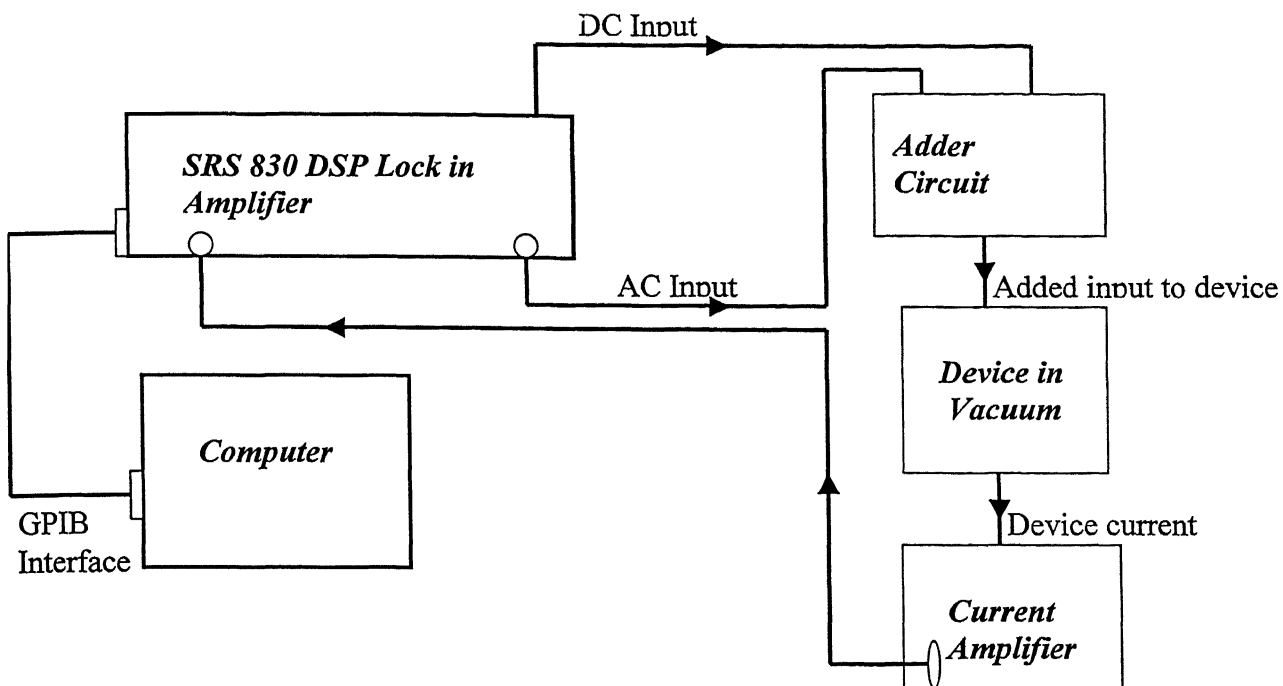 DC Input
SRS 830 DSP Lock in
Amplifier
Adder
Circuit
AC Input
Added input to device
Device in
Vacuum
Computer
GPIB
Interface
Device current
Current
Amplifier